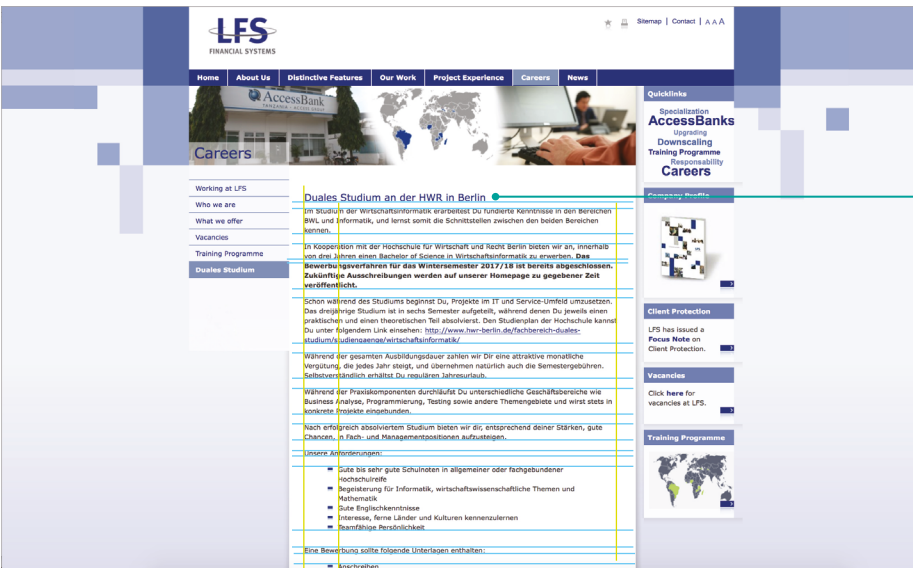 LFS
FINANCIAL SYSTEMS
Sitemap | Contact | A A A
Home About Us Distinctive Features Our Work Project Experience Careers News
AccessBank
TANZANIA - ACCESS GROUP
Careers
Working at LFS
Who we are
What we offer
Vacancies
Training Programme
Duales Studium
Duales Studium an der HWR in Berlin
Im Studium der Wirtschaftsinformatik erarbeitest Du fundierte Kenntnisse in den Bereichen
BWL und Informatik, und lernst somit die Schnittstellen zwischen den beiden Bereichen
kennen.
In Kooperation mit der Hochschule für Wirtschaft und Recht Berlin bieten wir an, innerhalb
von drei Jahren einen Bachelor of Science in Wirtschaftsinformatik zu erwerben. Das
Bewerbungsverfahren für das Wintersemester 2017/18 ist bereits abgeschlossen.
Zukünftige Ausschreibungen werden auf unserer Homepage zu gegebener Zeit
veröffentlicht.
Schon während des Studiums beginnst Du, Projekte im IT und Service-Umfeld umzusetzen.
Das dreijährige Studium ist in sechs Semester aufgeteilt, während denen Du jeweils einen
praktischen und einen theoretischen Teil absolvierst. Den Studienplan der Hochschule kannst
Du unter folgendem Link einsehen: http://www.hwr-berlin.de/fachbereich-duales-
studium/studiengaenge/wirtschaftsinformatik/
Während der gesamten Ausbildungsdauer zahlen wir Dir eine attraktive monatliche
Vergütung, die jedes Jahr steigt, und übernehmen natürlich auch die Semestergebühren.
Selbstverständlich erhältst Du regulären Jahresurlaub.
Während der Praxiskomponenten durchläufst Du unterschiedliche Geschäftsbereiche wie
Business Analyse, Programmierung, Testing sowie andere Themengebiete und wirst stets in
konkrete Projekte eingebunden.
Nach erfolgreich absolviertem Studium bieten wir dir, entsprechend deiner Stärken, gute
Chancen, in Fach- und Managementpositionen aufzusteigen.
Unsere Anforderungen:
Gute bis sehr gute Schulnoten in allgemeiner oder fachgebundener
Hochschulreife
Begeisterung für Informatik, wirtschaftswissenschaftliche Themen und
Mathematik
Gute Englischkenntnisse
Interesse, ferne Länder und Kulturen kennenzulernen
Teamfähige Persönlichkeit
Eine Bewerbung sollte folgende Unterlagen enthalten:
Anschreiben
Quicklinks
Specialization
AccessBanks
Upgrading
Downscaling
Training Programme
Responsability
Careers
Company Profile
Client Protection
LFS has issued a
Focus Note on
Client Protection.
Vacancies
Click here for
vacancies at LFS.
Training Programme